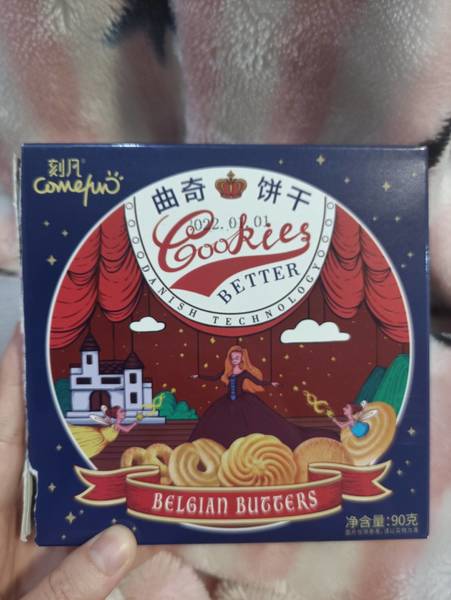 刻凡®
Comefun
曲奇 饼干
2022.01.01
Cookies
BETTER
DANISH TECHNOLOGY
BELGIAN BUTTERS
净含量:90克